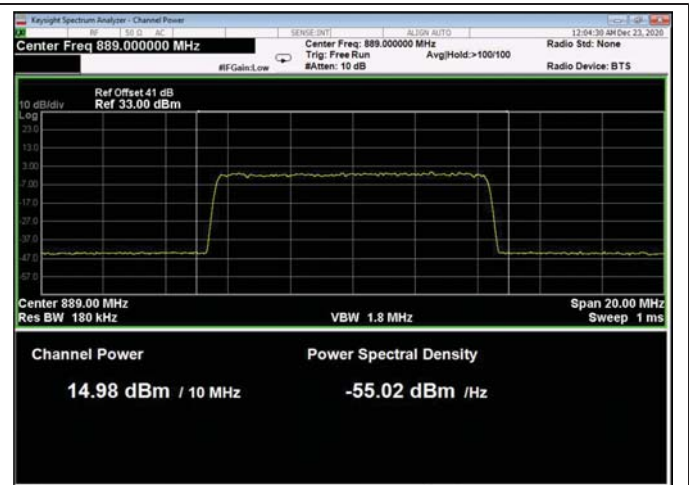 Keysight Spectrum Analyzer - Channel Power
RF 50 Ω AC SENSE:INT ALIGN AUTO 12:04:30 AM Dec 23, 2020
Center Freq 889.000000 MHz Center Freq: 889.000000 MHz Radio Std: None
Trig: Free Run Avg|Hold:>100/100
#IFGain:Low #Atten: 10 dB Radio Device: BTS
Ref Offset 41 dB
10 dB/div Ref 33.00 dBm
Log
23.0
13.0
3.00
-7.00
-17.0
-27.0
-37.0
-47.0
-57.0
Center 889.00 MHz Span 20.00 MHz
Res BW 180 kHz VBW 1.8 MHz Sweep 1 ms
Channel Power Power Spectral Density
14.98 dBm / 10 MHz -55.02 dBm /Hz